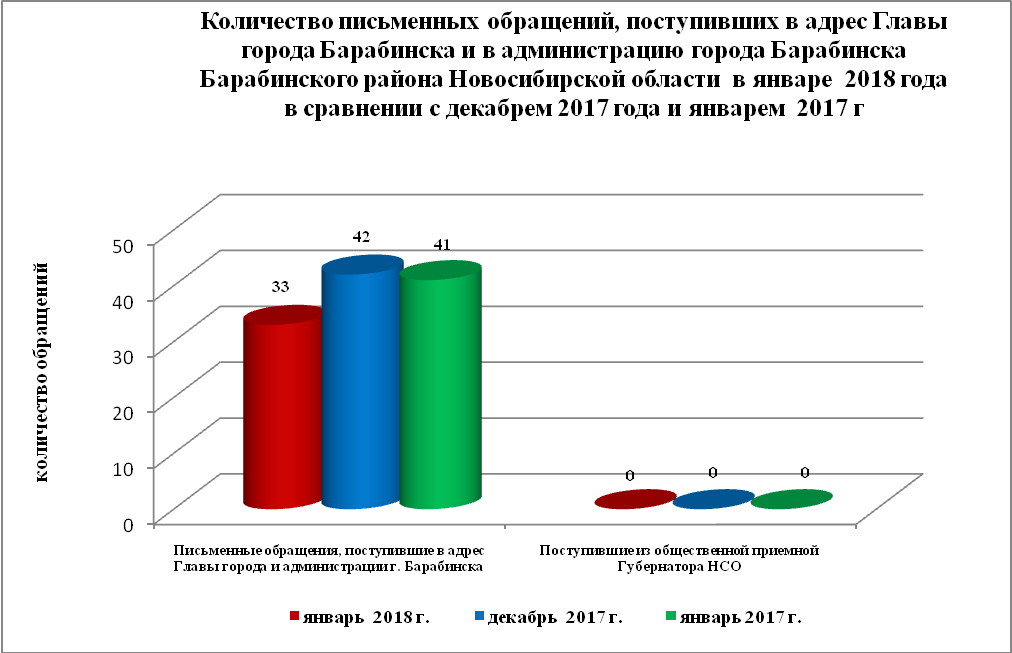 Количество письменных обращений, поступивших в адрес Главы
города Барабинска и в администрацию города Барабинска
Барабинского района Новосибирской области в январе 2018 года
в сравнении с декабрем 2017 года и январем 2017 г
количество обращений
50
40
30
20
10
0
33
42
41
0
0
0
Письменные обращения, поступившие в адрес
Главы города и администрации г. Барабинска
Поступившие из общественной приемной
Губернатора НСО
январь 2018 г.
декабрь 2017 г.
январь 2017 г.